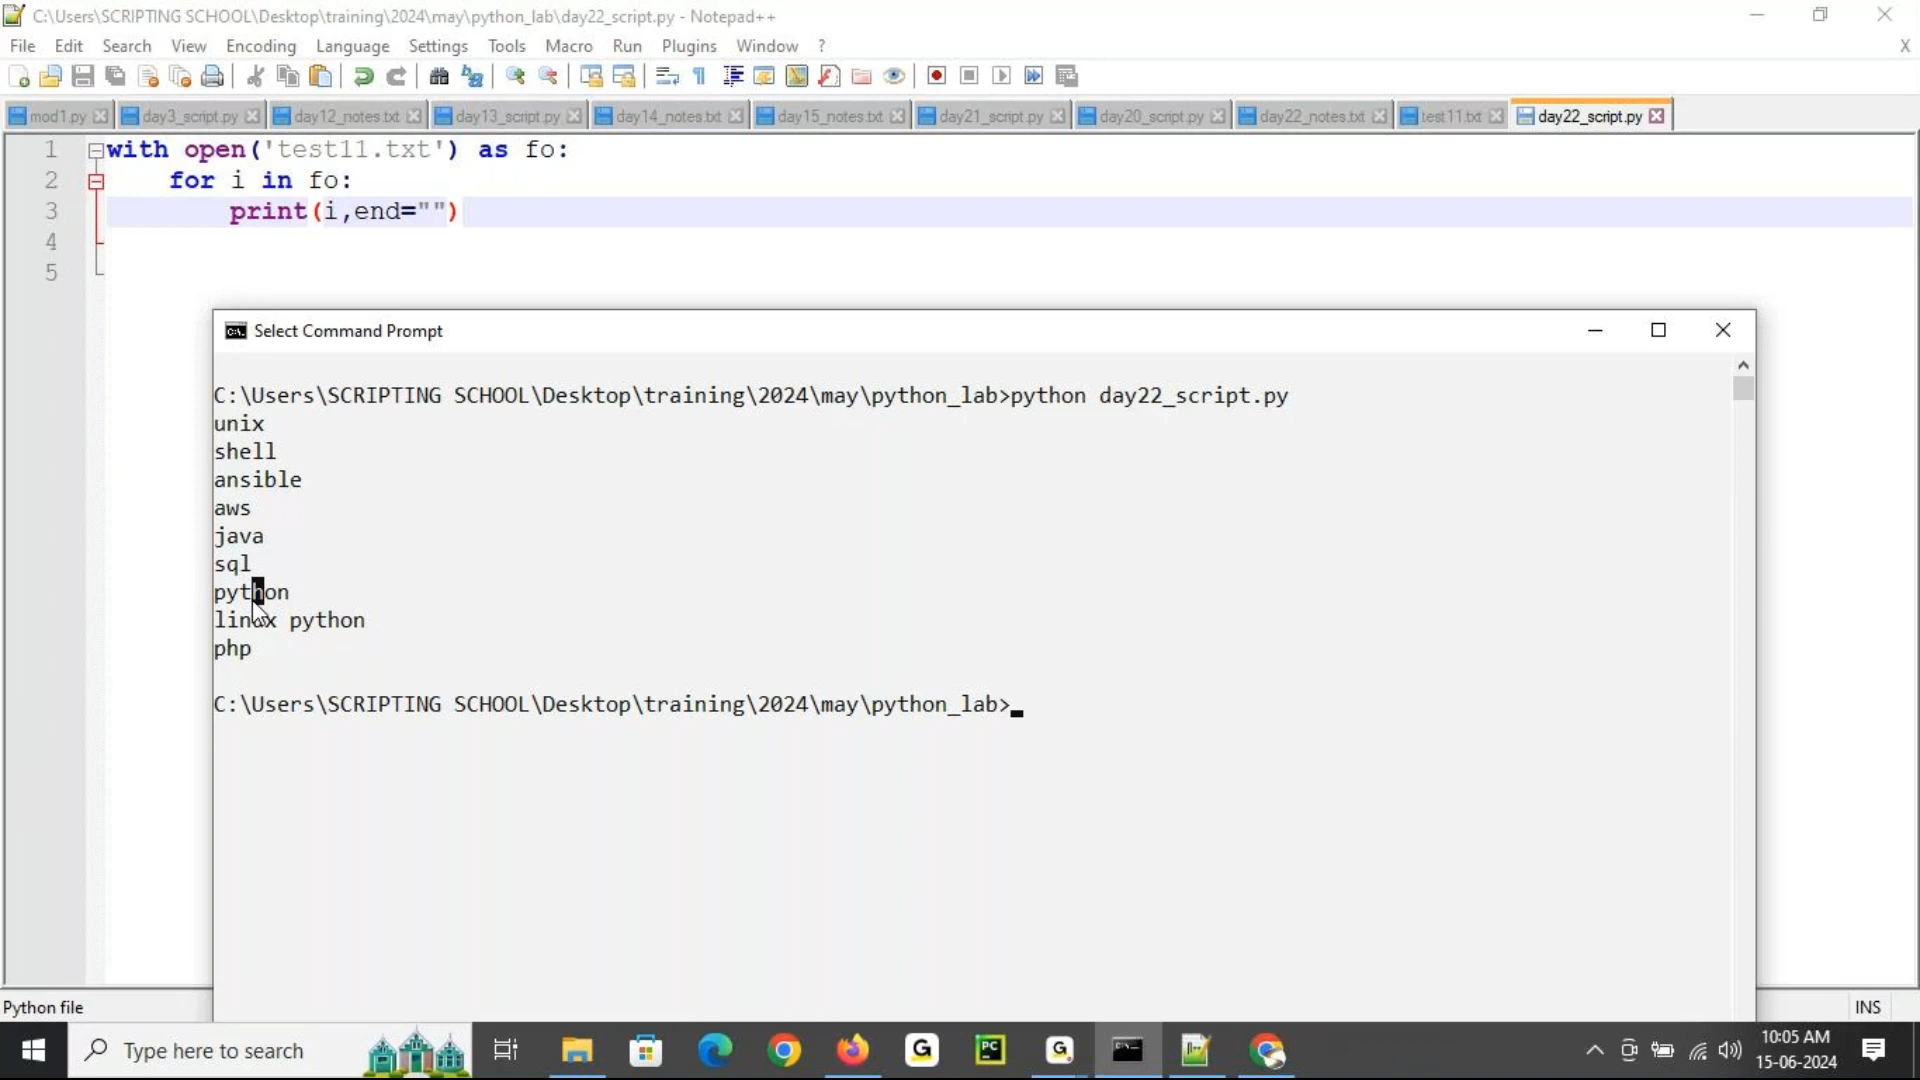 C:\Users\SCRIPTING SCHOOL\Desktop\training\2024\may\python_lab\day22_script.py - Notepad++
File Edit Search View Encoding Language Settings Tools Macro Run Plugins Window ? X
mod1.py day3_script.py day12_notes.txt day13_script.py day14_notes.txt day15_notes.txt day21_script.py day20_script.py day22_notes.txt test11.txt day22_script.py
1 with open('test11.txt') as fo:
2 for i in fo:
3 print(i,end="")
4
5
Select Command Prompt
C:\Users\SCRIPTING SCHOOL\Desktop\training\2024\may\python_lab>python day22_script.py
unix
shell
ansible
aws
java
sql
python
linux python
php
C:\Users\SCRIPTING SCHOOL\Desktop\training\2024\may\python_lab>
Python file INS
Type here to search
10:05 AM
15-06-2024